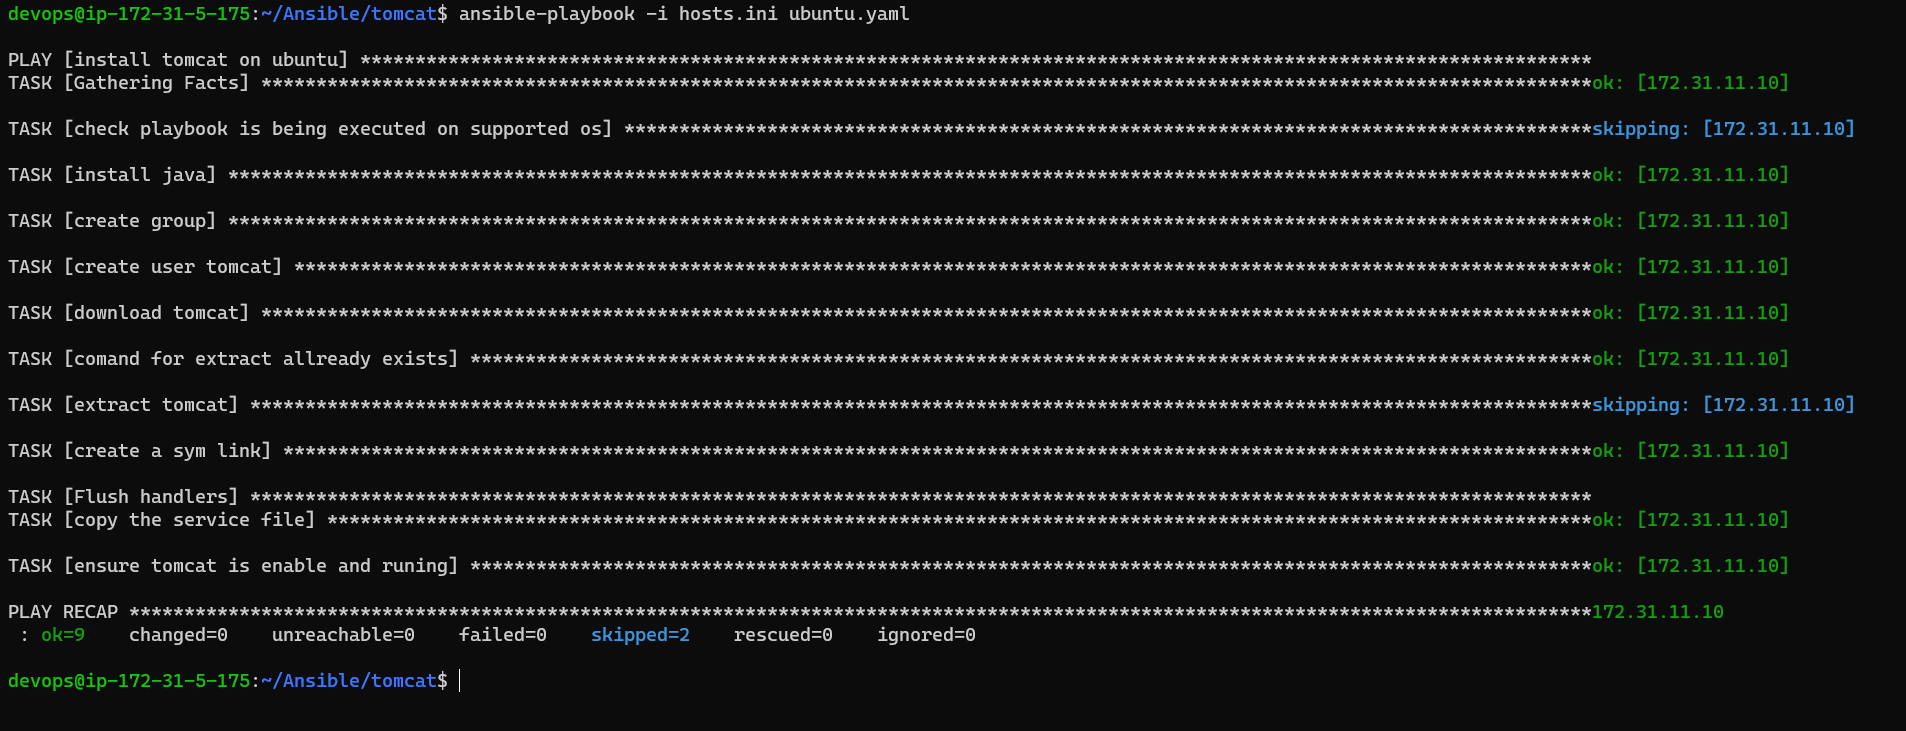 devops@ip-172-31-5-175:~/Ansible/tomcat$ ansible-playbook -i hosts.ini ubuntu.yaml
PLAY [install tomcat on ubuntu] ****************************************************************************************************************
TASK [Gathering Facts] *************************************************************************************************************************ok: [172.31.11.10]
TASK [check playbook is being executed on supported os] ****************************************************************************************skipping: [172.31.11.10]
TASK [install java] ****************************************************************************************************************************ok: [172.31.11.10]
TASK [create group] ****************************************************************************************************************************ok: [172.31.11.10]
TASK [create user tomcat] **********************************************************************************************************************ok: [172.31.11.10]
TASK [download tomcat] *************************************************************************************************************************ok: [172.31.11.10]
TASK [comand for extract allready exists] ******************************************************************************************************ok: [172.31.11.10]
TASK [extract tomcat] **************************************************************************************************************************skipping: [172.31.11.10]
TASK [create a sym link] ***********************************************************************************************************************ok: [172.31.11.10]
TASK [Flush handlers] **************************************************************************************************************************
TASK [copy the service file] *******************************************************************************************************************ok: [172.31.11.10]
TASK [ensure tomcat is enable and runing] ******************************************************************************************************ok: [172.31.11.10]
PLAY RECAP *************************************************************************************************************************************172.31.11.10
 : ok=9    changed=0    unreachable=0    failed=0    skipped=2    rescued=0    ignored=0
devops@ip-172-31-5-175:~/Ansible/tomcat$